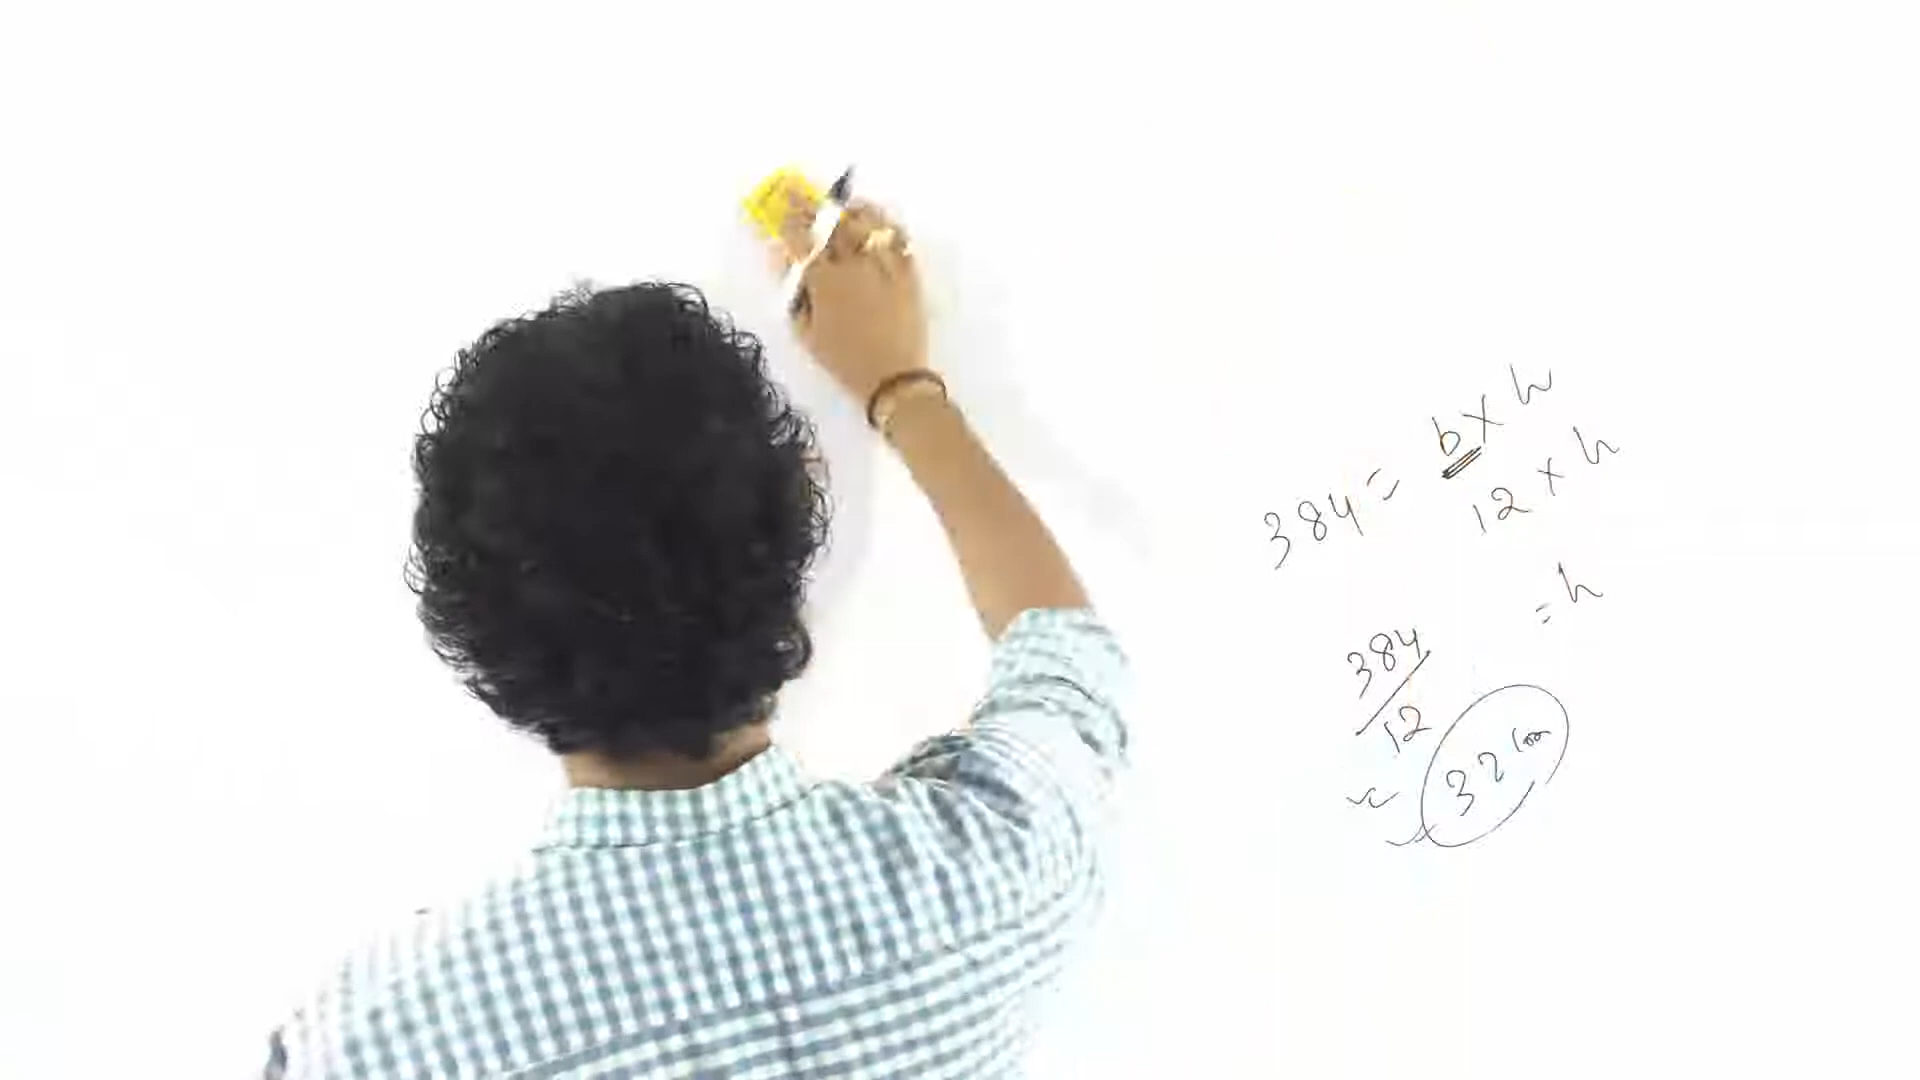 384 = b × h
12 × h
384/12 = h
= 32 cm